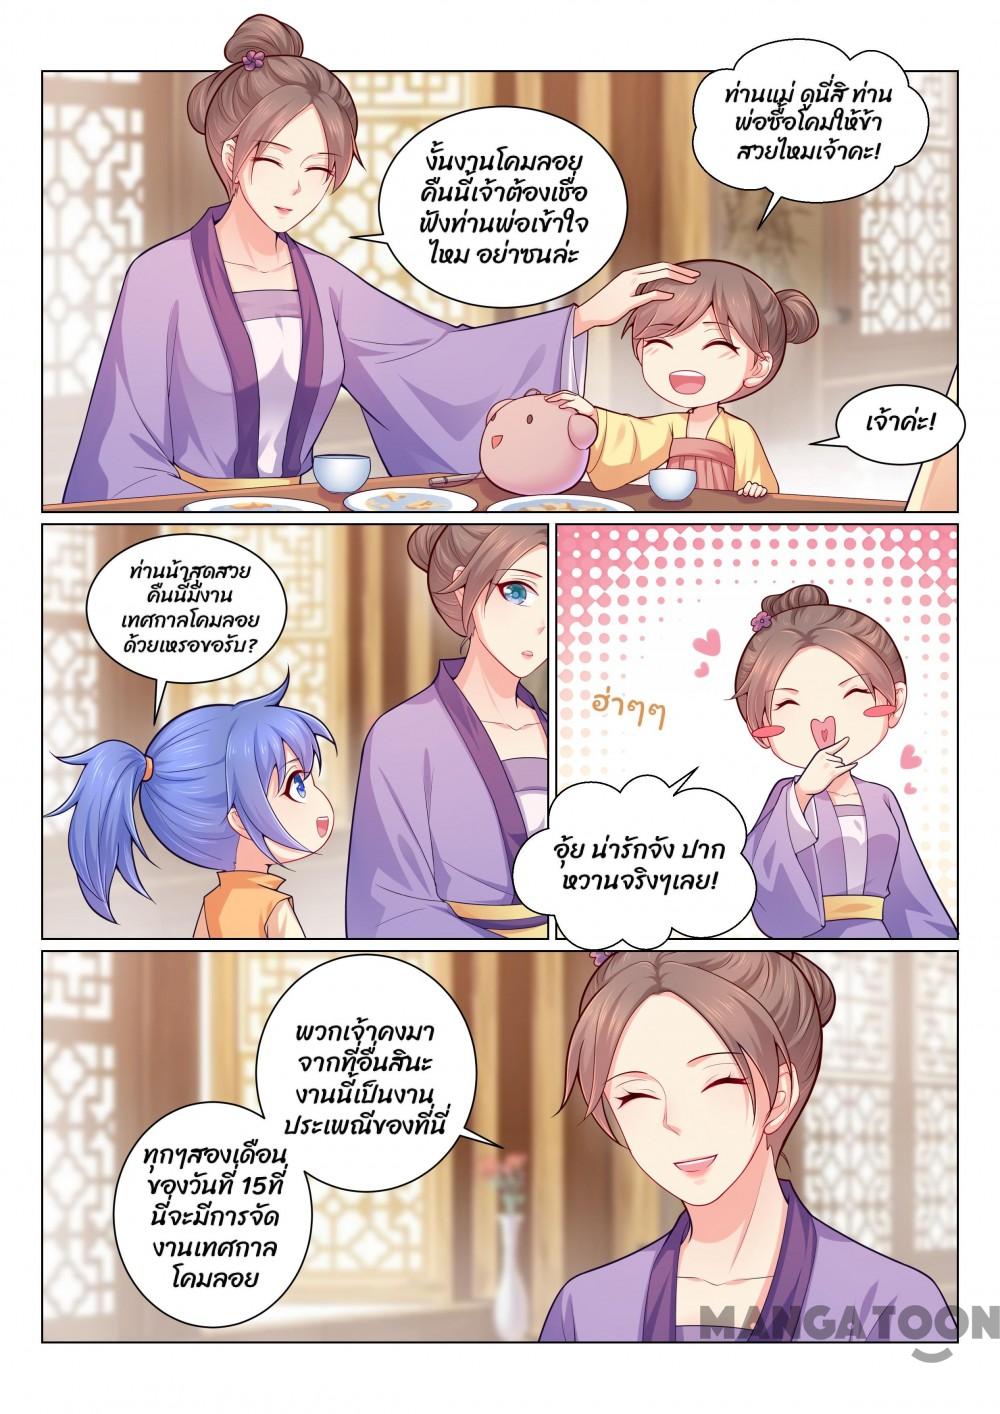 ท่านแม่ ดูนี่สิ ท่าน
พ่อซื้อโคมให้ข้า
สวยไหมเจ้าคะ!
งั้นงานโคมลอย
คืนนี้เจ้าต้องเชื่อ
ฟังท่านพ่อเข้าใจ
ไหม อย่าซนล่ะ
เจ้าค่ะ!
ท่านน้าสุดสวย
คืนนี้มีงาน
เทศกาลโคมลอย
ด้วยเหรอขอรับ?
ฮ่าๆๆ
อุ้ย น่ารักจัง ปาก
หวานจริงๆเลย!
พวกเจ้าคงมา
จากที่อื่นสินะ
งานนี้เป็นงาน
ประเพณีของที่นี่
ทุกๆสองเดือน
ของวันที่ 15ที่
นี่จะมีการจัด
งานเทศกาล
โคมลอย
MANGATOON